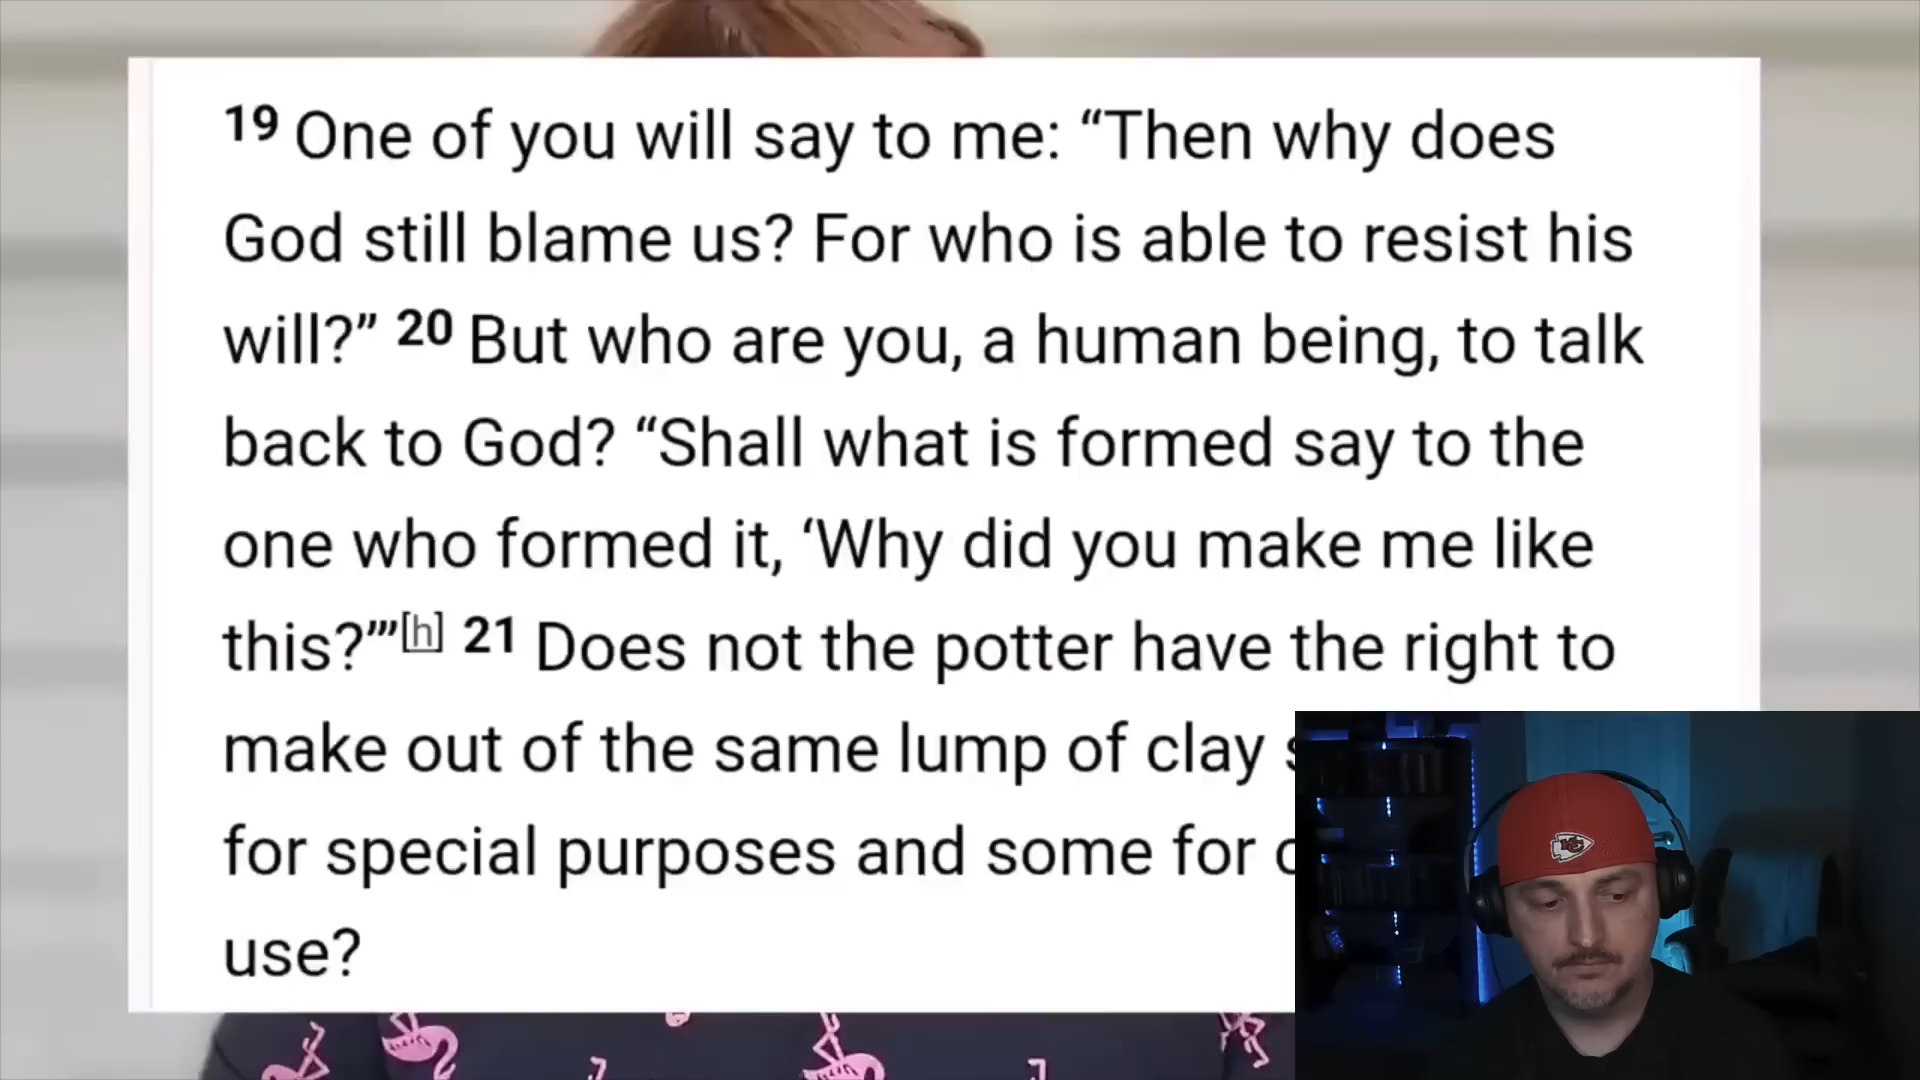 19 One of you will say to me: “Then why does
God still blame us? For who is able to resist his
will?” 20 But who are you, a human being, to talk
back to God? “Shall what is formed say to the
one who formed it, ‘Why did you make me like
this?’”[h] 21 Does not the potter have the right to
make out of the same lump of clay
for special purposes and some for
use?
KC